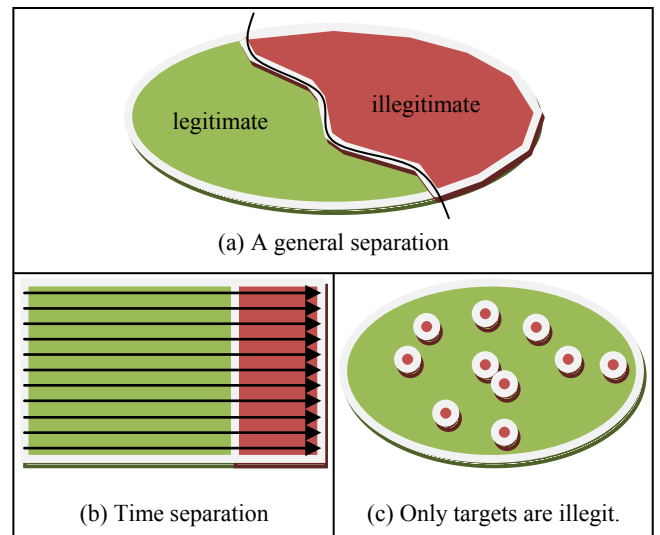 legitimate
illegitimate
(a) A general separation
(b) Time separation
(c) Only targets are illegit.